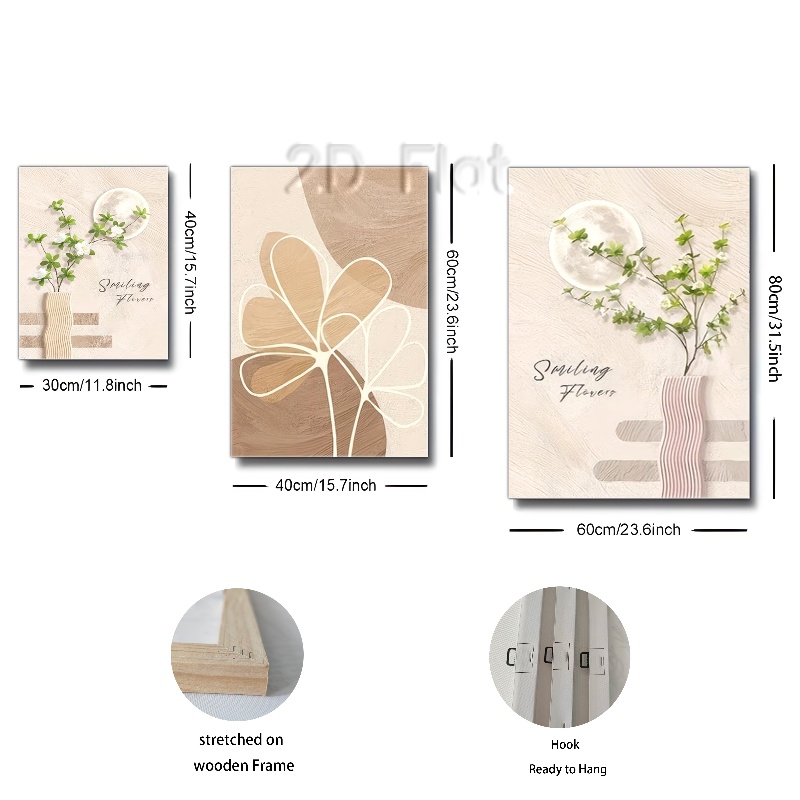 2D Flat
40cm/15.7inch
30cm/11.8inch
Smiling
Flowers
60cm/23.6inch
40cm/15.7inch
80cm/31.5inch
60cm/23.6inch
Smiling
Flowers
stretched on
wooden Frame
Hook
Ready to Hang